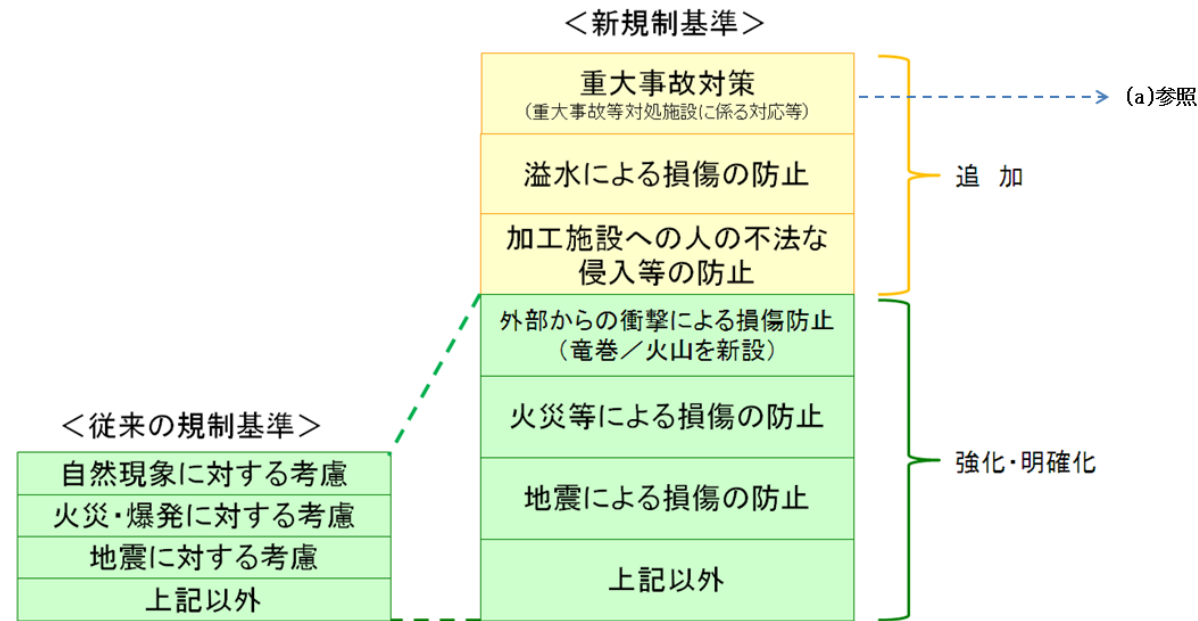 ＜新規制基準＞
重大事故対策
（重大事故等対処施設に係る対応等）
(a)参照
溢水による損傷の防止
追　加
加工施設への人の不法な
侵入等の防止
外部からの衝撃による損傷防止
（竜巻／火山を新設）
火災等による損傷の防止
強化・明確化
地震による損傷の防止
上記以外
＜従来の規制基準＞
自然現象に対する考慮
火災・爆発に対する考慮
地震に対する考慮
上記以外